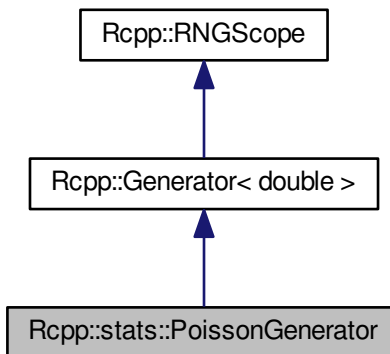 Rcpp::RNGScope
Rcpp::Generator< double >
Rcpp::stats::PoissonGenerator